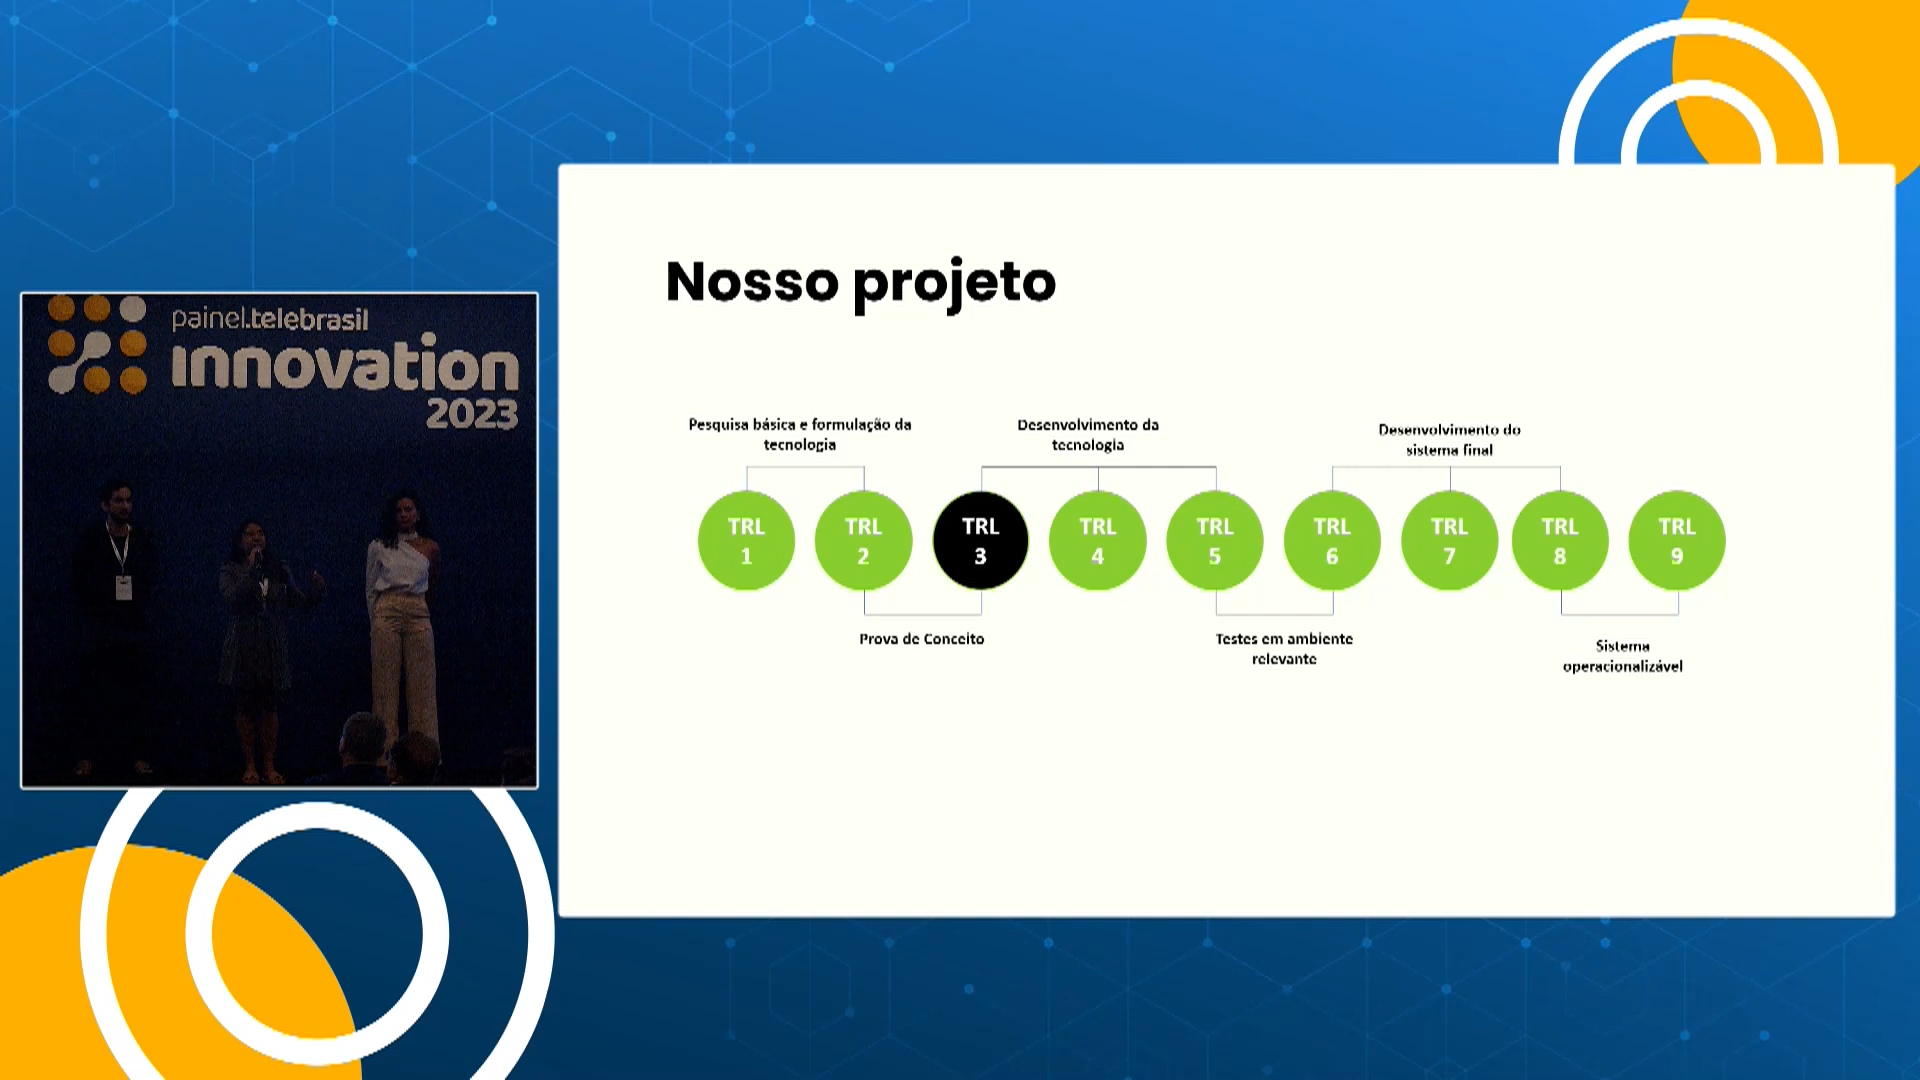 painel.telebrasil
innovation
2023
Nosso projeto
Pesquisa básica e formulação da
tecnologia
Desenvolvimento da
tecnologia
Desenvolvimento do
sistema final
TRL
1
TRL
2
TRL
3
TRL
4
TRL
5
TRL
6
TRL
7
TRL
8
TRL
9
Prova de Conceito
Testes em ambiente
relevante
Sistema
operacionalizável